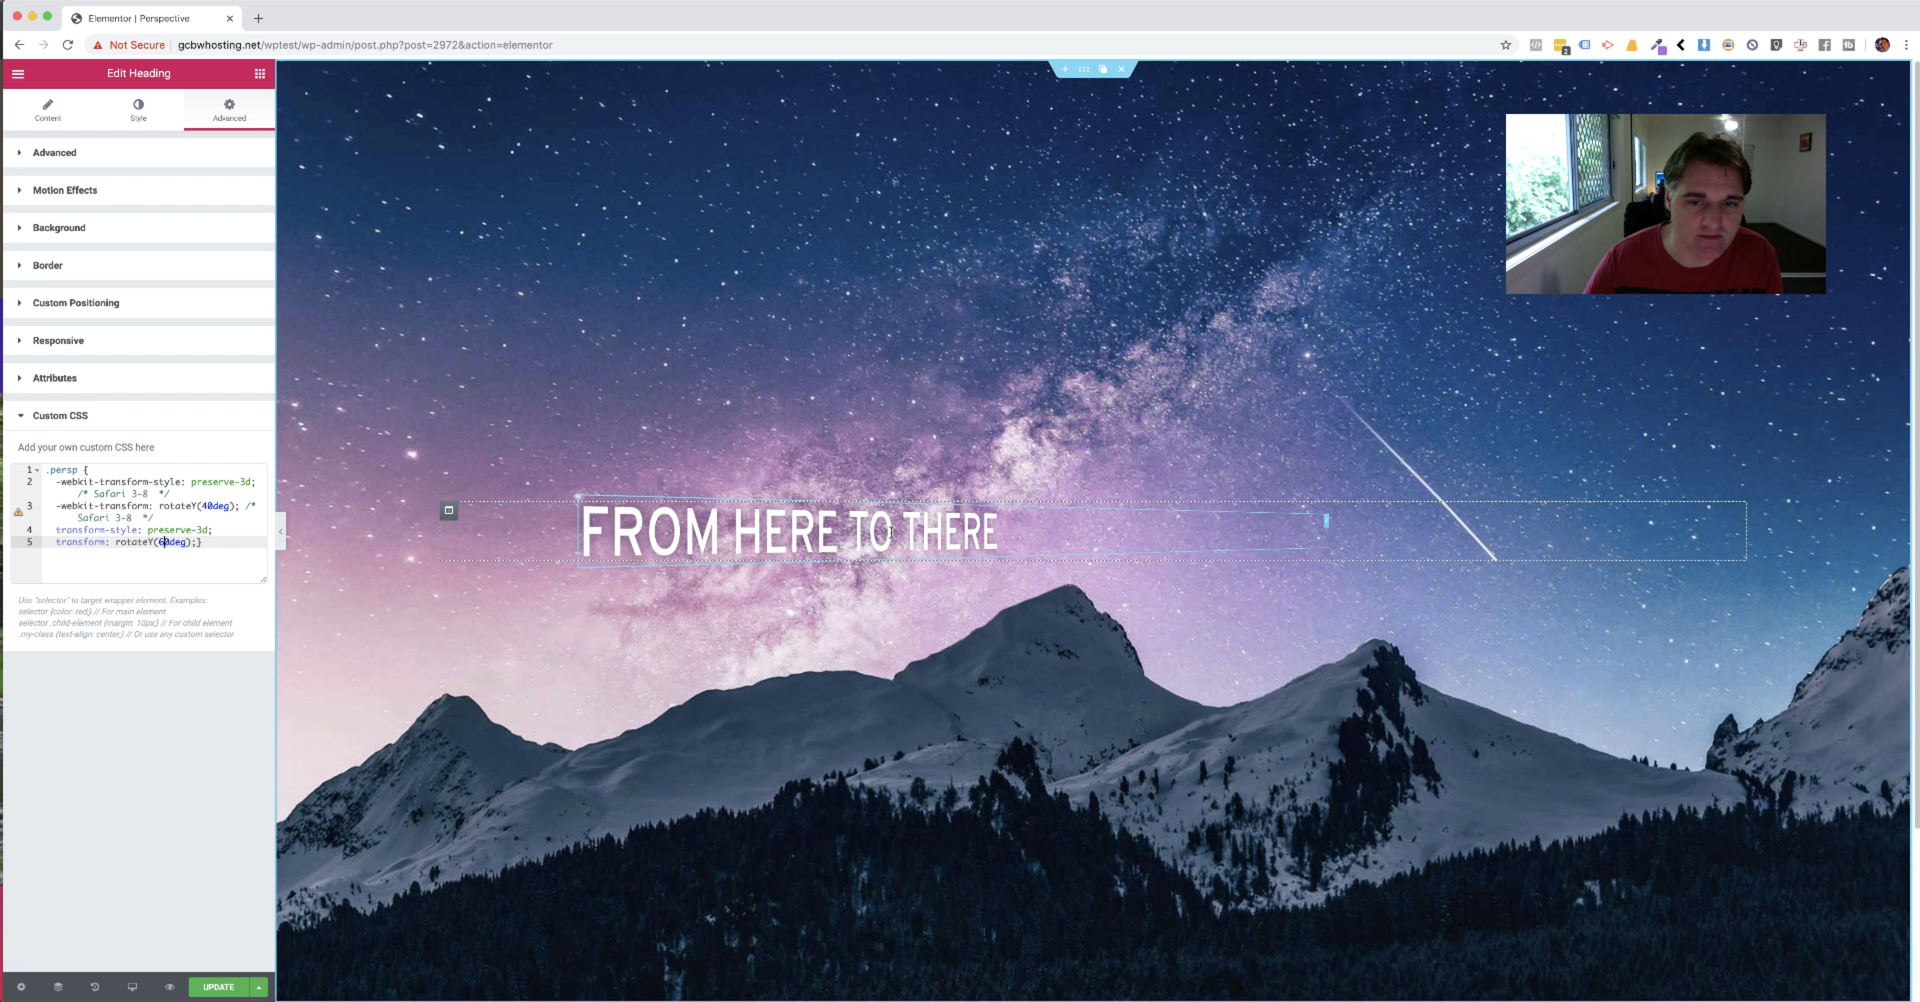 Elementor | Perspective
Not Secure
gcbwhosting.net/wptest/wp-admin/post.php?post=2972&action=elementor
Edit Heading
Content
Style
Advanced
Advanced
Motion Effects
Background
Border
Custom Positioning
Responsive
Attributes
Custom CSS
Add your own custom CSS here
1 .persp {
2 -webkit-transform-style: preserve-3d;
/* Safari 3-8 */
3 -webkit-transform: rotateY(40deg); /*
Safari 3-8 */
4 transform-style: preserve-3d;
5 transform: rotateY(60deg);}
Use "selector" to target wrapper element. Examples:
selector {color: red;} // For main element
selector .child-element {margin: 10px;} // For child element
.my-class {text-align: center;} // Or use any custom selector
FROM HERE TO THERE
UPDATE